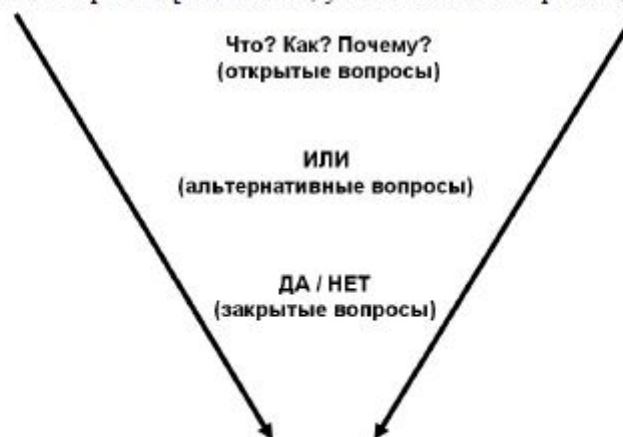 Что? Как? Почему?
(открытые вопросы)
ИЛИ
(альтернативные вопросы)
ДА / НЕТ
(закрытые вопросы)